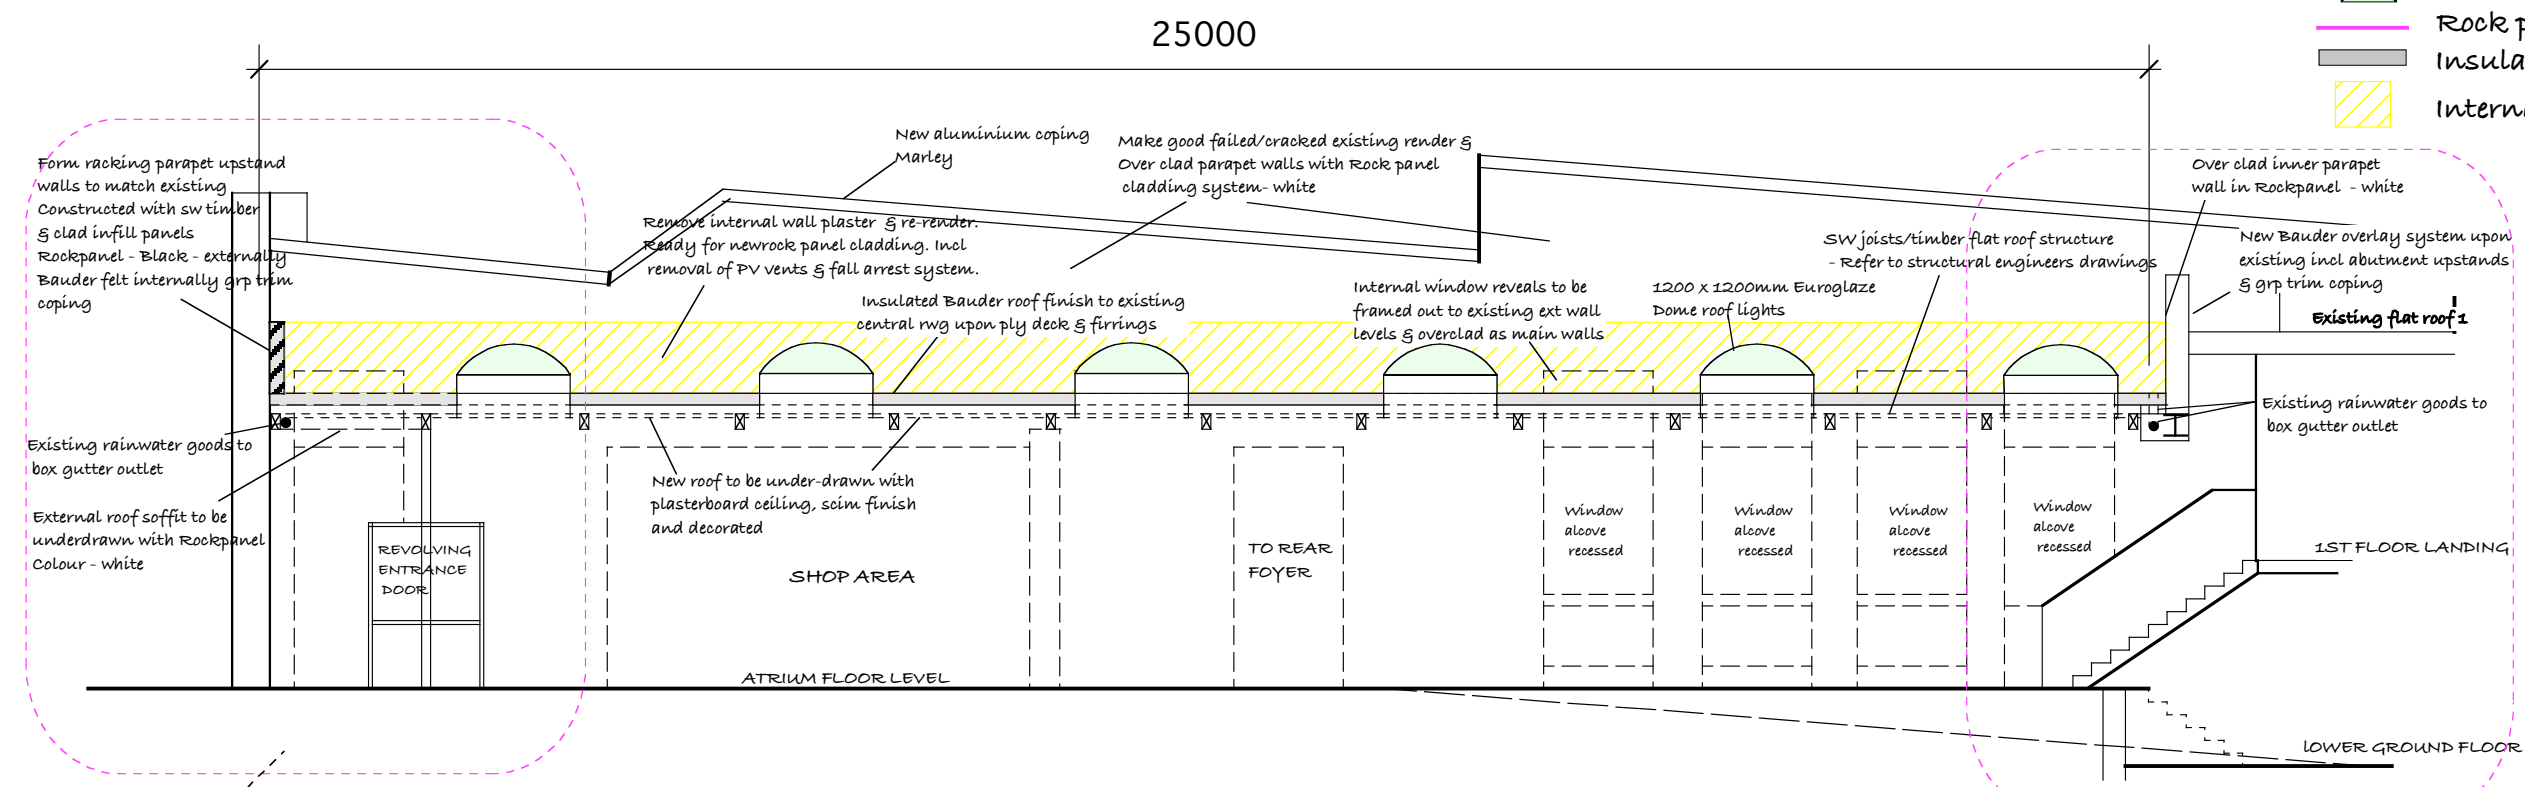 25000
Rock p
Insula
Intern
Form racking parapet upstand
walls to match existing
Constructed with sw timber
& clad infill panels
Rockpanel - Black - externally
Bauder felt internally grp trim
coping
New aluminium coping
Marley
Make good failed/cracked existing render &
Over clad parapet walls with Rock panel
cladding system- white
Over clad inner parapet
wall in Rockpanel - white
Remove internal wall plaster & re-render.
Ready for newrock panel cladding. Incl
removal of PV vents & fall arrest system.
SW joists/timber flat roof structure
- Refer to structural engineers drawings
New Bauder overlay system upon
existing incl abutment upstands
& grp trim coping
Insulated Bauder roof finish to existing
central rwg upon ply deck & firrings
Internal window reveals to be
framed out to existing ext wall
levels & overclad as main walls
1200 x 1200mm Euroglaze
Dome roof lights
Existing flat roof 1
Existing rainwater goods to
box gutter outlet
Existing rainwater goods to
box gutter outlet
New roof to be under-drawn with
plasterboard ceiling, scim finish
and decorated
External roof soffit to be
underdrawn with Rockpanel
Colour - white
REVOLVING
ENTRANCE
DOOR
SHOP AREA
TO REAR
FOYER
Window
alcove
recessed
Window
alcove
recessed
Window
alcove
recessed
Window
alcove
recessed
1ST FLOOR LANDING
ATRIUM FLOOR LEVEL
lOWER GROUND FLOOR